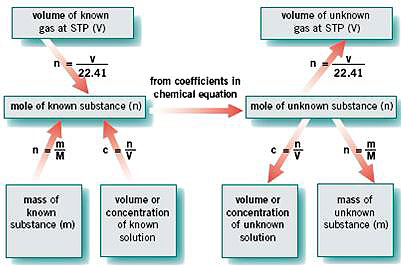 volume of known
gas at STP (V)
n = v
22.41
mole of known substance (n)
n = m
M
c = n
V
mass of
known
substance (m)
volume or
concentration
of known
solution
from coefficients in
chemical equation
volume of unknown
gas at STP (V)
n = v
22.41
mole of unknown substance (n)
c = n
V
n = m
M
volume or
concentration
of unknown
solution
mass of
unknown
substance (m)